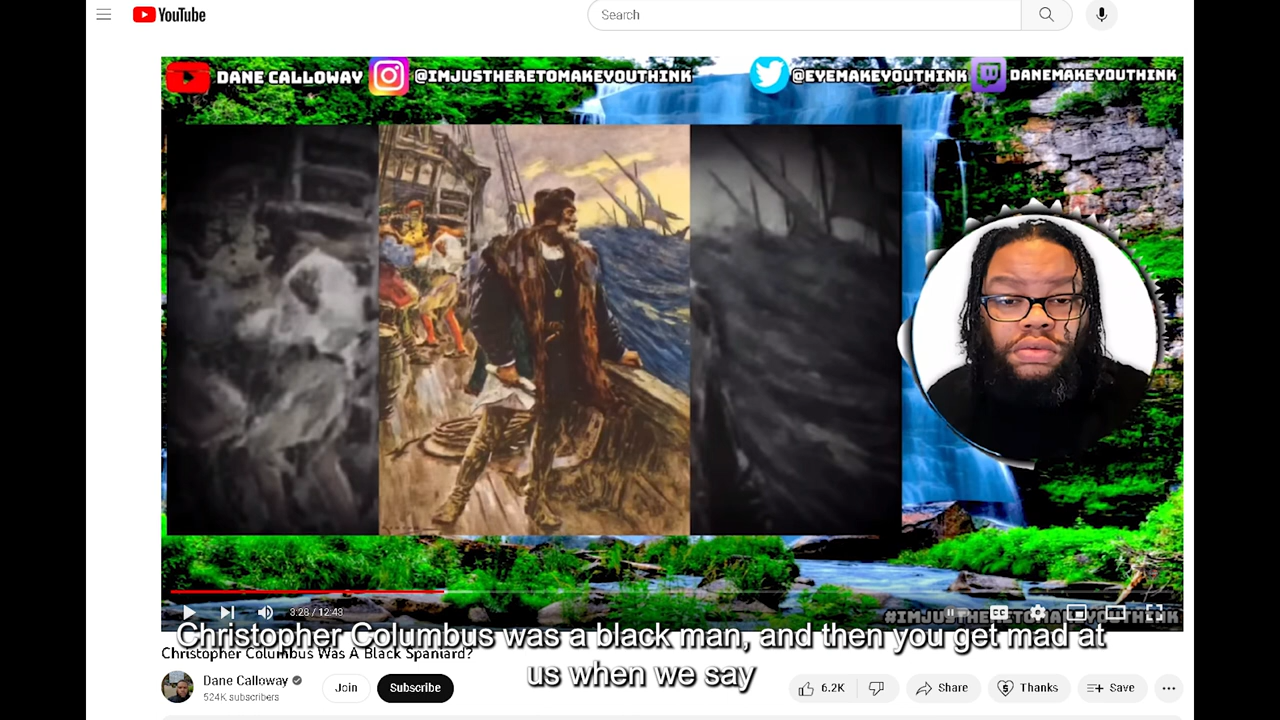 YouTube
Search
DANE CALLOWAY
@IMJUSTHERETOMAKEYOUTHINK
@EYEMAKEYOUTHINK
DANEMAKEYOUTHINK
3:28 / 12:43
CC
#IMJUSTHERETOMAKEYOUTHINK
Christopher Columbus was a black man, and then you get mad at
us when we say
Christopher Columbus Was A Black Spaniard?
Dane Calloway
524K subscribers
Join
Subscribe
6.2K
Share
Thanks
Save